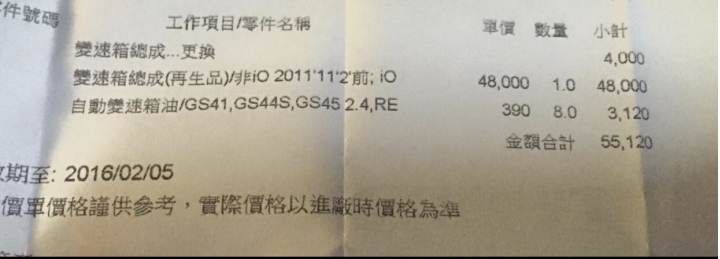 件號碼 工作項目/零件名稱 單價 數量 小計
變速箱總成...更換 4,000
變速箱總成(再生品)/非iO 2011'11'2'前; iO 48,000 1.0 48,000
自動變速箱油/GS41,GS44S,GS45 2.4,RE 390 8.0 3,120
金額合計 55,120
期至: 2016/02/05
價單價格謹供參考，實際價格以進廠時價格為準